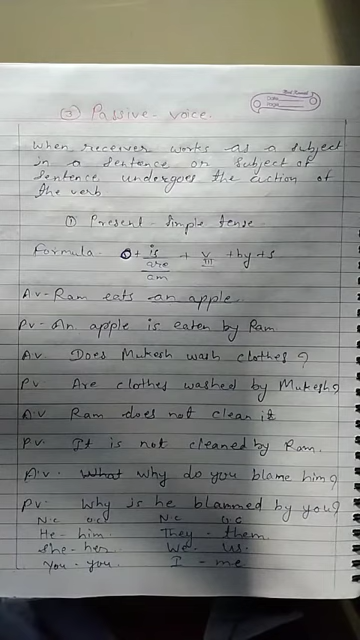 ② Passive - voice.
When receiver works as a subject
in a sentence or subject of
sentence undergoes the action of
the verb
① Present Simple tense
Formula - O + is/are/am + V III + by + s
A.V - Ram eats an apple.
P.V - An apple is eaten by Ram
A.V. Does Mukesh wash clothes?
P.V. Are clothes washed by Mukesh?
A.V Ram does not clean it
P.V. It is not cleaned by Ram.
A.V. What why do you blame him?
P.V. Why is he blammed by you?
N.C O.C N.C O.C
He - him They - them
She - her We - us
You - you I - me